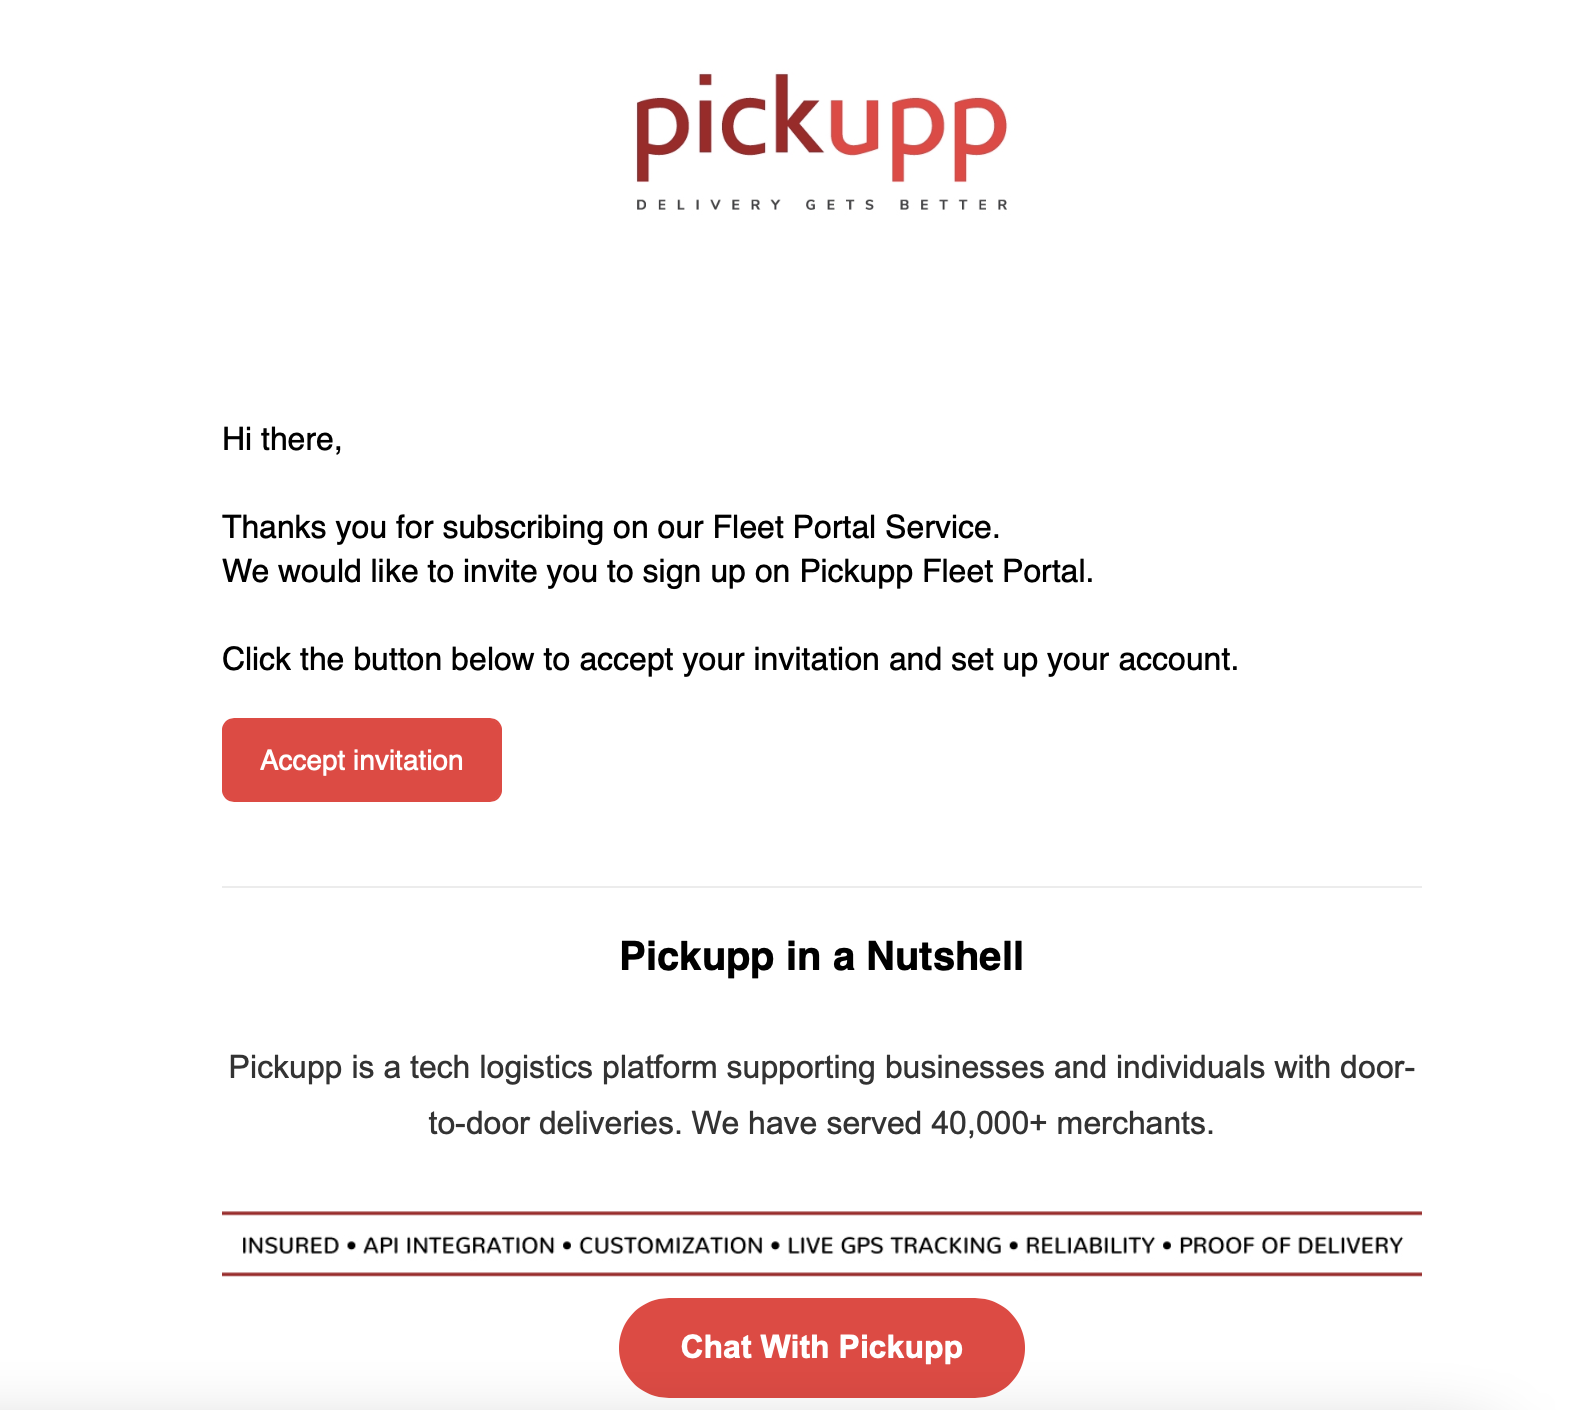 pickupp
DELIVERY GETS BETTER
Hi there,
Thanks you for subscribing on our Fleet Portal Service.
We would like to invite you to sign up on Pickupp Fleet Portal.
Click the button below to accept your invitation and set up your account.
Accept invitation
Pickupp in a Nutshell
Pickupp is a tech logistics platform supporting businesses and individuals with door-
to-door deliveries. We have served 40,000+ merchants.
INSURED • API INTEGRATION • CUSTOMIZATION • LIVE GPS TRACKING • RELIABILITY • PROOF OF DELIVERY
Chat With Pickupp